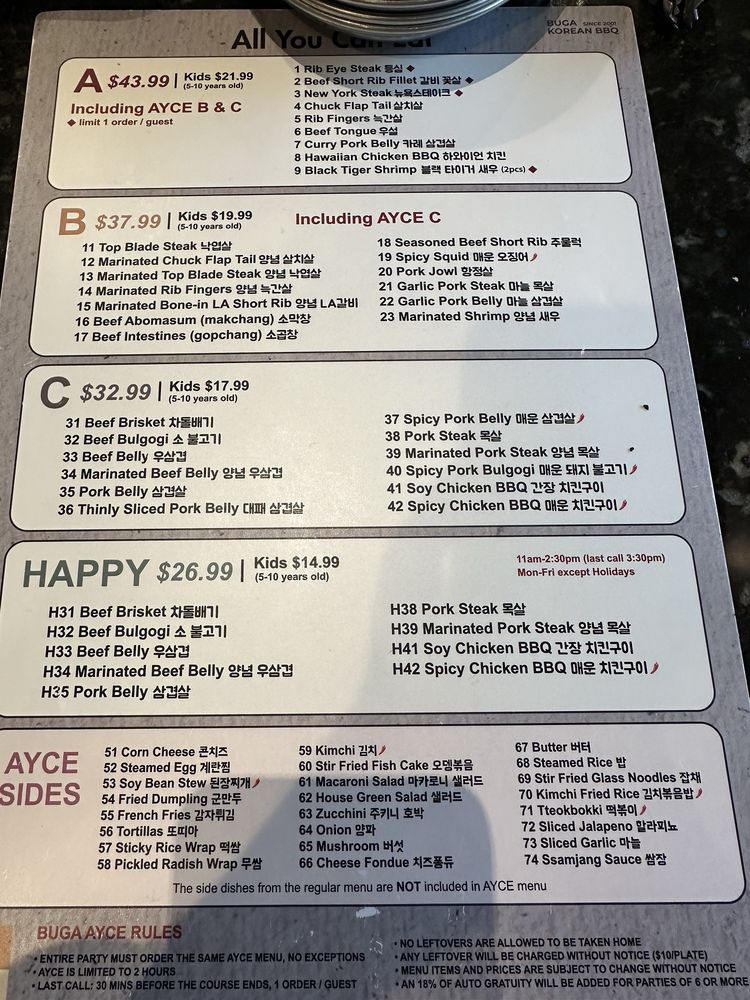 BUGA SINCE 2001
KOREAN BBQ
All You Can Eat
A $43.99 | Kids $21.99
(5-10 years old)
Including AYCE B & C
◆ limit 1 order / guest
1 Rib Eye Steak 등심 ◆
2 Beef Short Rib Fillet 갈비 꽃살 ◆
3 New York Steak 뉴욕스테이크 ◆
4 Chuck Flap Tail 살치살
5 Rib Fingers 늑간살
6 Beef Tongue 우설
7 Curry Pork Belly 카레 삼겹살
8 Hawaiian Chicken BBQ 하와이언 치킨
9 Black Tiger Shrimp 블랙 타이거 새우 (2pcs) ◆
B $37.99 | Kids $19.99
(5-10 years old)
Including AYCE C
11 Top Blade Steak 낙엽살
12 Marinated Chuck Flap Tail 양념 살치살
13 Marinated Top Blade Steak 양념 낙엽살
14 Marinated Rib Fingers 양념 늑간살
15 Marinated Bone-in LA Short Rib 양념 LA갈비
16 Beef Abomasum (makchang) 소막창
17 Beef Intestines (gopchang) 소곱창
18 Seasoned Beef Short Rib 주물럭
19 Spicy Squid 매운 오징어
20 Pork Jowl 항정살
21 Garlic Pork Steak 마늘 목살
22 Garlic Pork Belly 마늘 삼겹살
23 Marinated Shrimp 양념 새우
C $32.99 | Kids $17.99
(5-10 years old)
31 Beef Brisket 차돌배기
32 Beef Bulgogi 소 불고기
33 Beef Belly 우삼겹
34 Marinated Beef Belly 양념 우삼겹
35 Pork Belly 삼겹살
36 Thinly Sliced Pork Belly 대패 삼겹살
37 Spicy Pork Belly 매운 삼겹살
38 Pork Steak 목살
39 Marinated Pork Steak 양념 목살
40 Spicy Pork Bulgogi 매운 돼지 불고기
41 Soy Chicken BBQ 간장 치킨구이
42 Spicy Chicken BBQ 매운 치킨구이
HAPPY $26.99 | Kids $14.99
(5-10 years old)
11am-2:30pm (last call 3:30pm)
Mon-Fri except Holidays
H31 Beef Brisket 차돌배기
H32 Beef Bulgogi 소 불고기
H33 Beef Belly 우삼겹
H34 Marinated Beef Belly 양념 우삼겹
H35 Pork Belly 삼겹살
H38 Pork Steak 목살
H39 Marinated Pork Steak 양념 목살
H41 Soy Chicken BBQ 간장 치킨구이
H42 Spicy Chicken BBQ 매운 치킨구이
AYCE
SIDES
51 Corn Cheese 콘치즈
52 Steamed Egg 계란찜
53 Soy Bean Stew 된장찌개
54 Fried Dumpling 군만두
55 French Fries 감자튀김
56 Tortillas 또띠아
57 Sticky Rice Wrap 떡쌈
58 Pickled Radish Wrap 무쌈
59 Kimchi 김치
60 Stir Fried Fish Cake 오뎅볶음
61 Macaroni Salad 마카로니 샐러드
62 House Green Salad 샐러드
63 Zucchini 주키니 호박
64 Onion 양파
65 Mushroom 버섯
66 Cheese Fondue 치즈퐁듀
67 Butter 버터
68 Steamed Rice 밥
69 Stir Fried Glass Noodles 잡채
70 Kimchi Fried Rice 김치볶음밥
71 Tteokbokki 떡볶이
72 Sliced Jalapeno 할라피뇨
73 Sliced Garlic 마늘
74 Ssamjang Sauce 쌈장
The side dishes from the regular menu are NOT included in AYCE menu
BUGA AYCE RULES
• ENTIRE PARTY MUST ORDER THE SAME AYCE MENU, NO EXCEPTIONS
• AYCE IS LIMITED TO 2 HOURS
• LAST CALL: 30 MINS BEFORE THE COURSE ENDS, 1 ORDER / GUEST
• NO LEFTOVERS ARE ALLOWED TO BE TAKEN HOME
• ANY LEFTOVER WILL BE CHARGED WITHOUT NOTICE ($10/PLATE)
• MENU ITEMS AND PRICES ARE SUBJECT TO CHANGE WITHOUT NOTICE
• AN 18% OF AUTO GRATUITY WILL BE ADDED FOR PARTIES OF 6 OR MORE